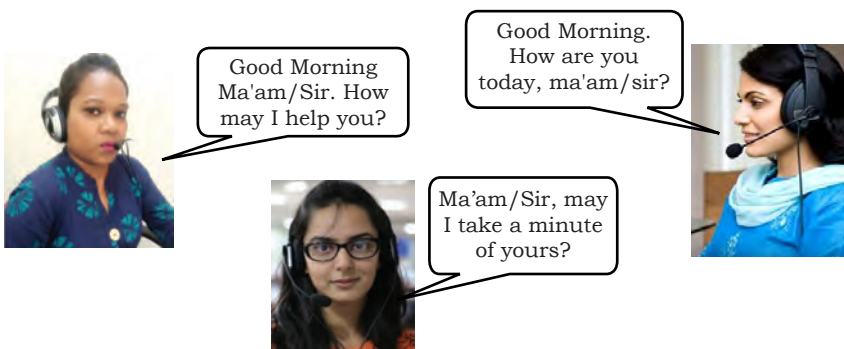 Good Morning
Ma'am/Sir. How
may I help you?
Good Morning.
How are you
today, ma'am/sir?
Ma’am/Sir, may
I take a minute
of yours?